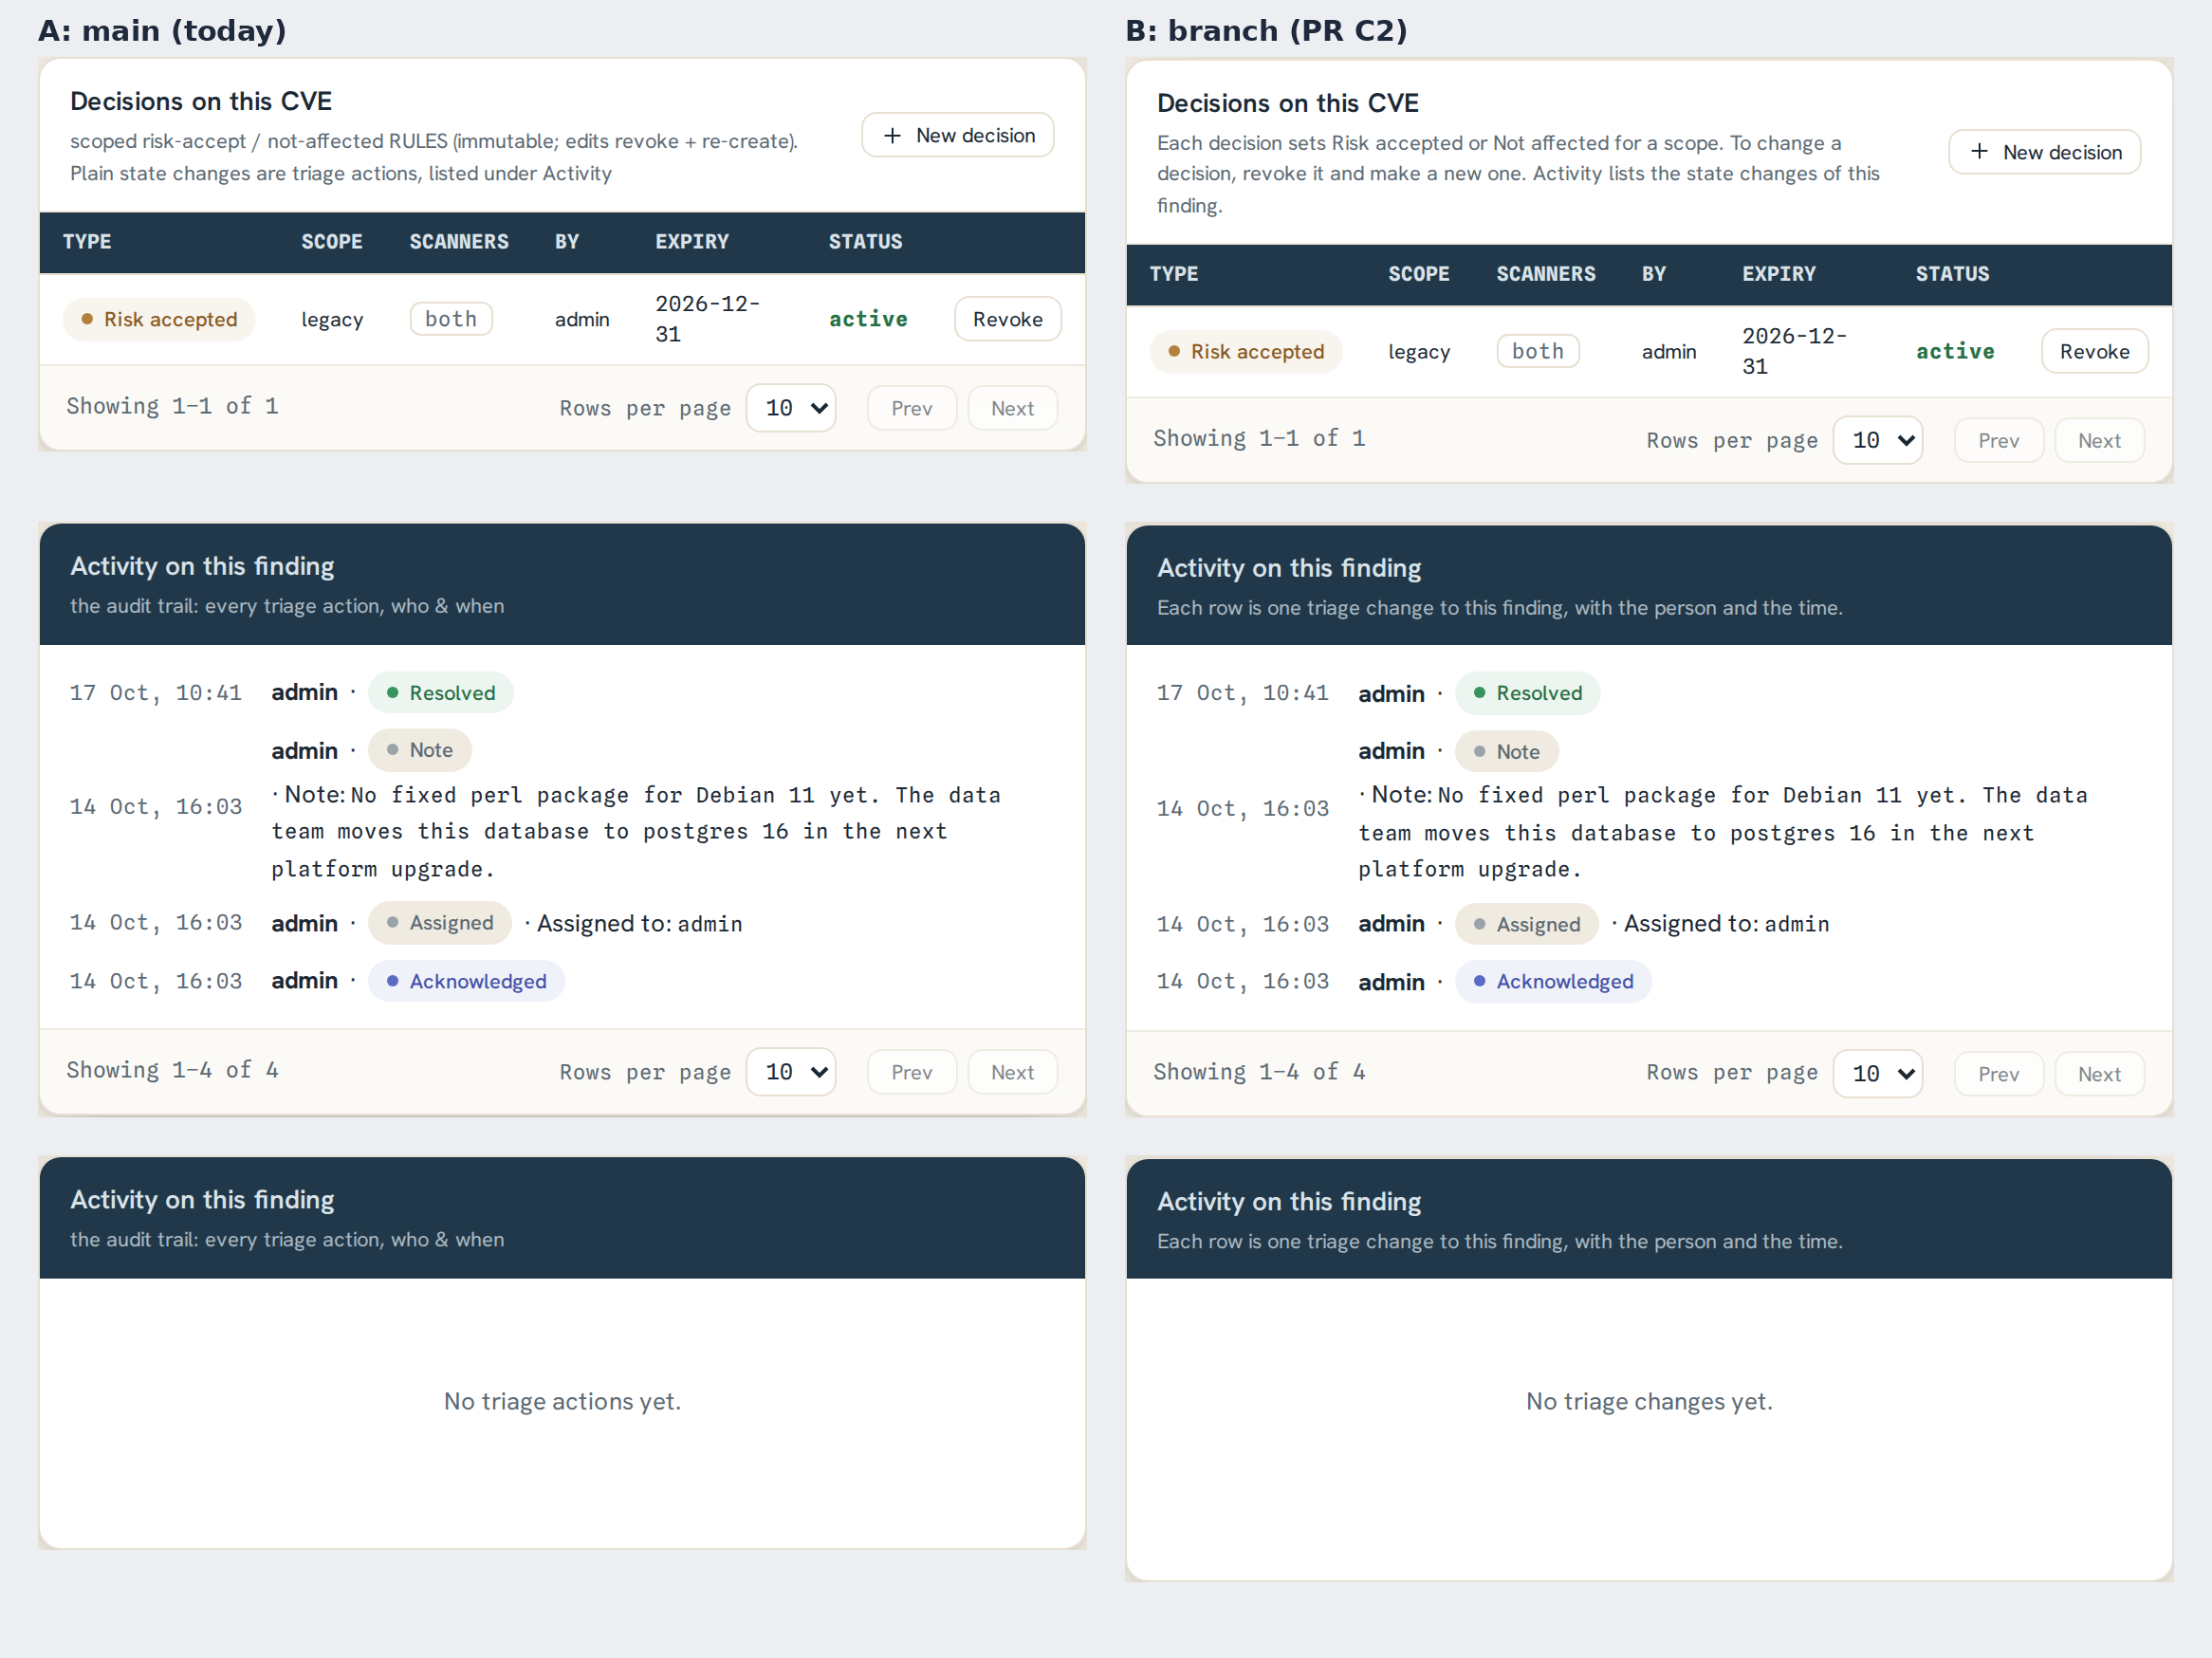 A: main (today)
Decisions on this CVE
scoped risk-accept / not-affected RULES (immutable; edits revoke + re-create).
Plain state changes are triage actions, listed under Activity
+ New decision
TYPE SCOPE SCANNERS BY EXPIRY STATUS
Risk accepted legacy both admin 2026-12-
31 active Revoke
Showing 1–1 of 1 Rows per page 10 Prev Next
Activity on this finding
the audit trail: every triage action, who & when
17 Oct, 10:41 admin · Resolved
admin · Note
14 Oct, 16:03 · Note: No fixed perl package for Debian 11 yet. The data
team moves this database to postgres 16 in the next
platform upgrade.
14 Oct, 16:03 admin · Assigned · Assigned to: admin
14 Oct, 16:03 admin · Acknowledged
Showing 1–4 of 4 Rows per page 10 Prev Next
Activity on this finding
the audit trail: every triage action, who & when
No triage actions yet.
B: branch (PR C2)
Decisions on this CVE
Each decision sets Risk accepted or Not affected for a scope. To change a
decision, revoke it and make a new one. Activity lists the state changes of this
finding.
+ New decision
TYPE SCOPE SCANNERS BY EXPIRY STATUS
Risk accepted legacy both admin 2026-12-
31 active Revoke
Showing 1–1 of 1 Rows per page 10 Prev Next
Activity on this finding
Each row is one triage change to this finding, with the person and the time.
17 Oct, 10:41 admin · Resolved
admin · Note
14 Oct, 16:03 · Note: No fixed perl package for Debian 11 yet. The data
team moves this database to postgres 16 in the next
platform upgrade.
14 Oct, 16:03 admin · Assigned · Assigned to: admin
14 Oct, 16:03 admin · Acknowledged
Showing 1–4 of 4 Rows per page 10 Prev Next
Activity on this finding
Each row is one triage change to this finding, with the person and the time.
No triage changes yet.